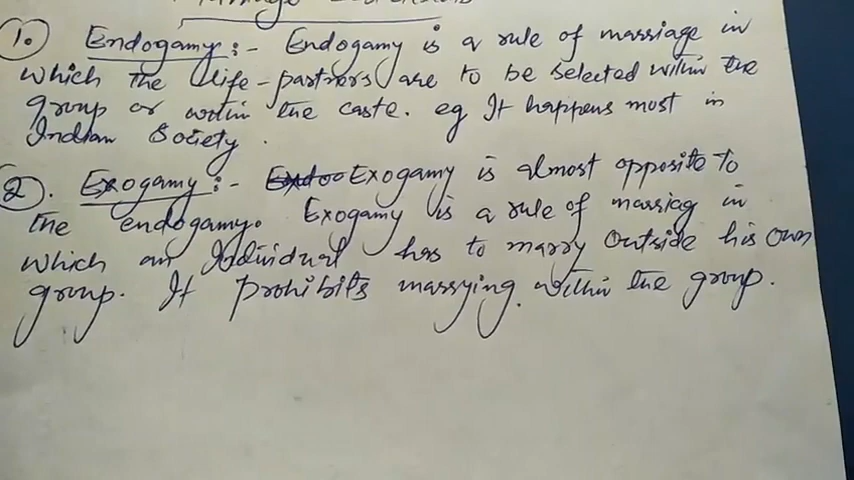 1. Endogamy :- Endogamy is a rule of marriage in
which the life-partners are to be selected within the
group or within the caste. eg It happens most in
Indian Society.
2. Exogamy :- Exogamy is almost opposite to
the endogamy. Exogamy is a rule of marriag in
which an Individual has to marry outside his own
group. It prohibits marrying within the group.